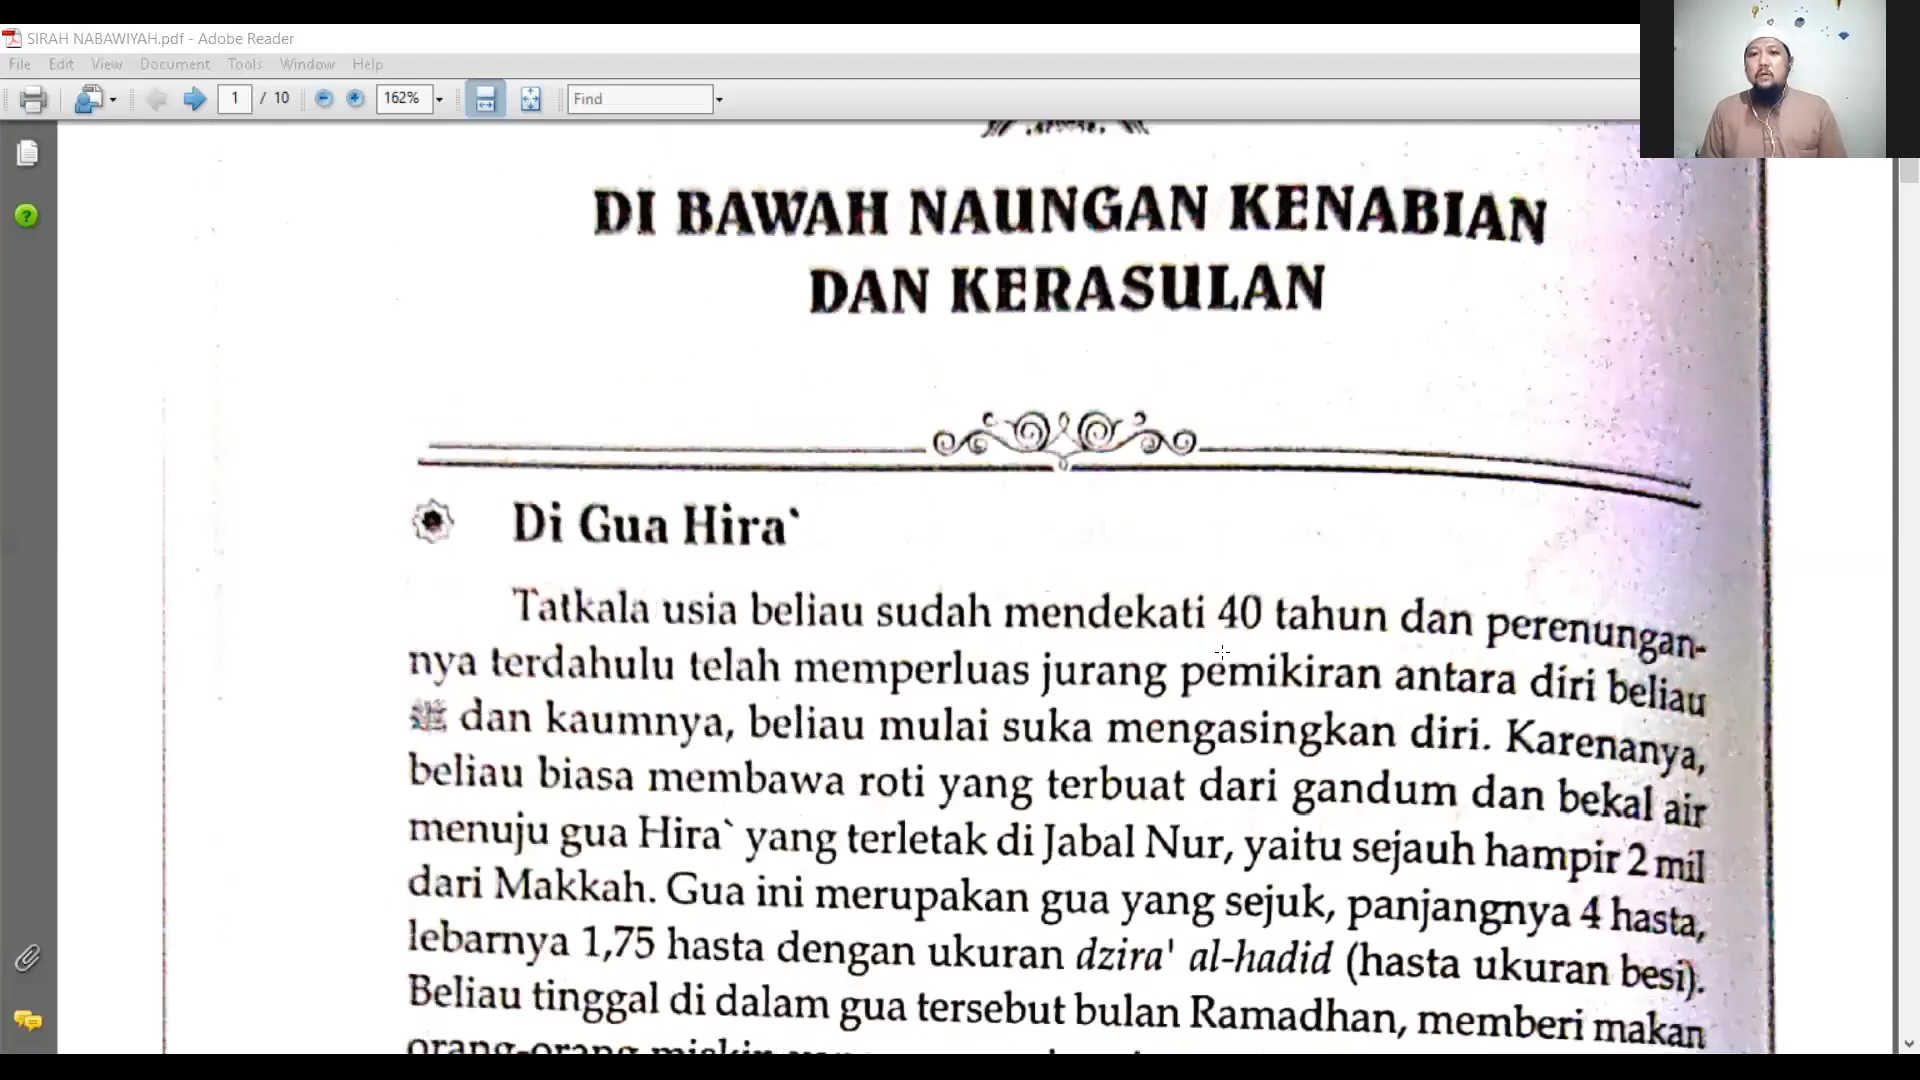 SIRAH NABAWIYAH.pdf - Adobe Reader
File Edit View Document Tools Window Help
1 / 10 162% Find
DI BAWAH NAUNGAN KENABIAN
DAN KERASULAN
Di Gua Hira`
Tatkala usia beliau sudah mendekati 40 tahun dan perenungan-
nya terdahulu telah memperluas jurang pemikiran antara diri beliau
ﷺ dan kaumnya, beliau mulai suka mengasingkan diri. Karenanya,
beliau biasa membawa roti yang terbuat dari gandum dan bekal air
menuju gua Hira` yang terletak di Jabal Nur, yaitu sejauh hampir 2 mil
dari Makkah. Gua ini merupakan gua yang sejuk, panjangnya 4 hasta,
lebarnya 1,75 hasta dengan ukuran dzira' al-hadid (hasta ukuran besi).
Beliau tinggal di dalam gua tersebut bulan Ramadhan, memberi makan
orang-orang miskin